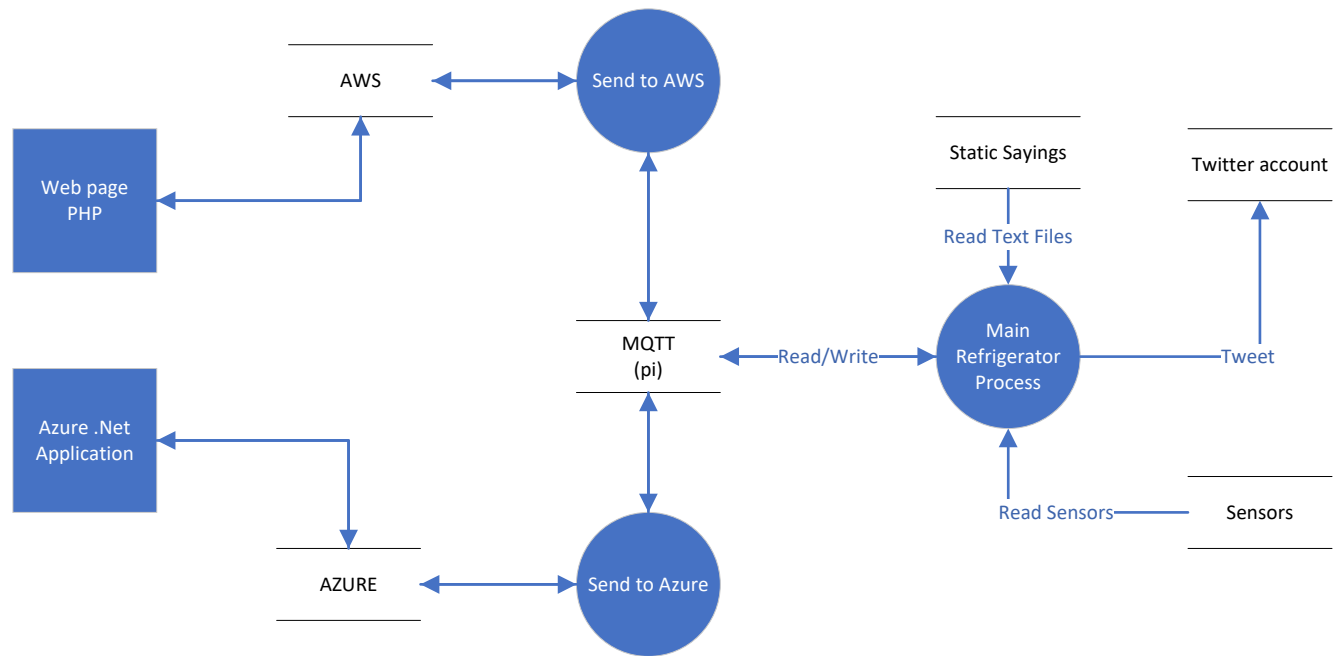 AWS
Send to AWS
Web page
PHP
Static Sayings
Twitter account
Read Text Files
MQTT
(pi)
Read/Write
Main
Refrigerator
Process
Tweet
Azure .Net
Application
Read Sensors
Sensors
AZURE
Send to Azure